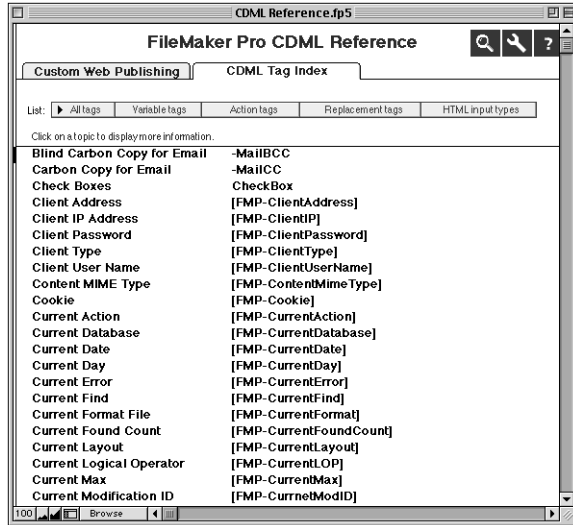 CDML Reference.fp5
FileMaker Pro CDML Reference
?
Custom Web Publishing CDML Tag Index
List: All tags Variable tags Action tags Replacement tags HTML input types
Click on a topic to display more information.
Blind Carbon Copy for Email -MailBCC
Carbon Copy for Email -MailCC
Check Boxes CheckBox
Client Address [FMP-ClientAddress]
Client IP Address [FMP-ClientIP]
Client Password [FMP-ClientPassword]
Client Type [FMP-ClientType]
Client User Name [FMP-ClientUserName]
Content MIME Type [FMP-ContentMimeType]
Cookie [FMP-Cookie]
Current Action [FMP-CurrentAction]
Current Database [FMP-CurrentDatabase]
Current Date [FMP-CurrentDate]
Current Day [FMP-CurrentDay]
Current Error [FMP-CurrentError]
Current Find [FMP-CurrentFind]
Current Format File [FMP-CurrentFormat]
Current Found Count [FMP-CurrentFoundCount]
Current Layout [FMP-CurrentLayout]
Current Logical Operator [FMP-CurrentLOP]
Current Max [FMP-CurrentMax]
Current Modification ID [FMP-CurrnetModID]
100 Browse